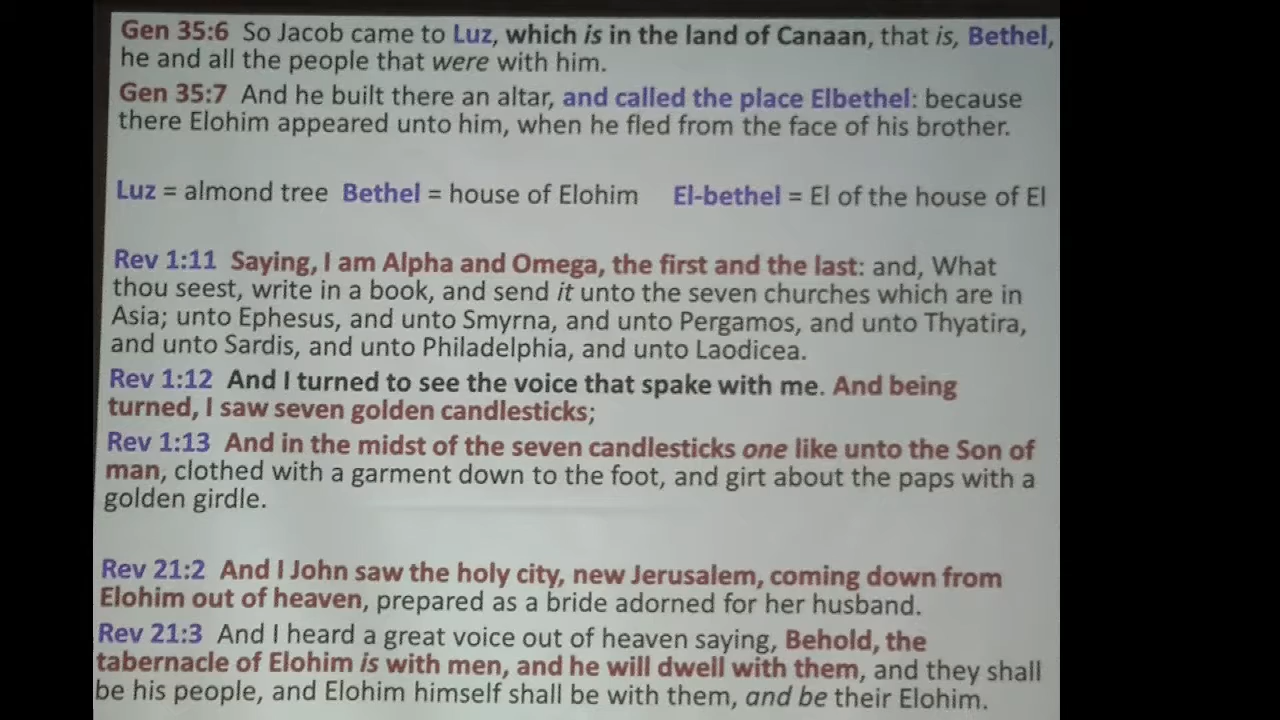 Gen 35:6 So Jacob came to Luz, which is in the land of Canaan, that is, Bethel,
he and all the people that were with him.
Gen 35:7 And he built there an altar, and called the place Elbethel: because
there Elohim appeared unto him, when he fled from the face of his brother.
Luz = almond tree Bethel = house of Elohim El-bethel = El of the house of El
Rev 1:11 Saying, I am Alpha and Omega, the first and the last: and, What
thou seest, write in a book, and send it unto the seven churches which are in
Asia; unto Ephesus, and unto Smyrna, and unto Pergamos, and unto Thyatira,
and unto Sardis, and unto Philadelphia, and unto Laodicea.
Rev 1:12 And I turned to see the voice that spake with me. And being
turned, I saw seven golden candlesticks;
Rev 1:13 And in the midst of the seven candlesticks one like unto the Son of
man, clothed with a garment down to the foot, and girt about the paps with a
golden girdle.
Rev 21:2 And I John saw the holy city, new Jerusalem, coming down from
Elohim out of heaven, prepared as a bride adorned for her husband.
Rev 21:3 And I heard a great voice out of heaven saying, Behold, the
tabernacle of Elohim is with men, and he will dwell with them, and they shall
be his people, and Elohim himself shall be with them, and be their Elohim.